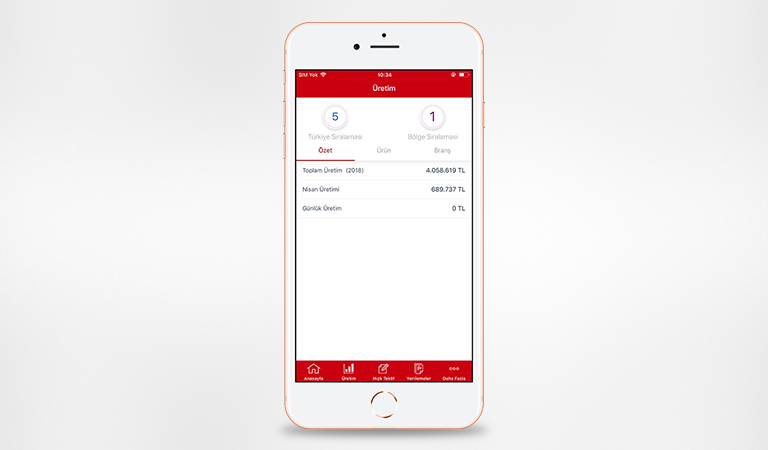 SIM Yok 10:34
Üretim
5 1
Türkiye Sıralaması Bölge Sıralaması
Özet Ürün Branş
Toplam Üretim (2018) 4.058.619 TL
Nisan Üretimi 689.737 TL
Günlük Üretim 0 TL
Anasayfa Üretim Hızlı Teklif Yenilemeler Daha Fazla